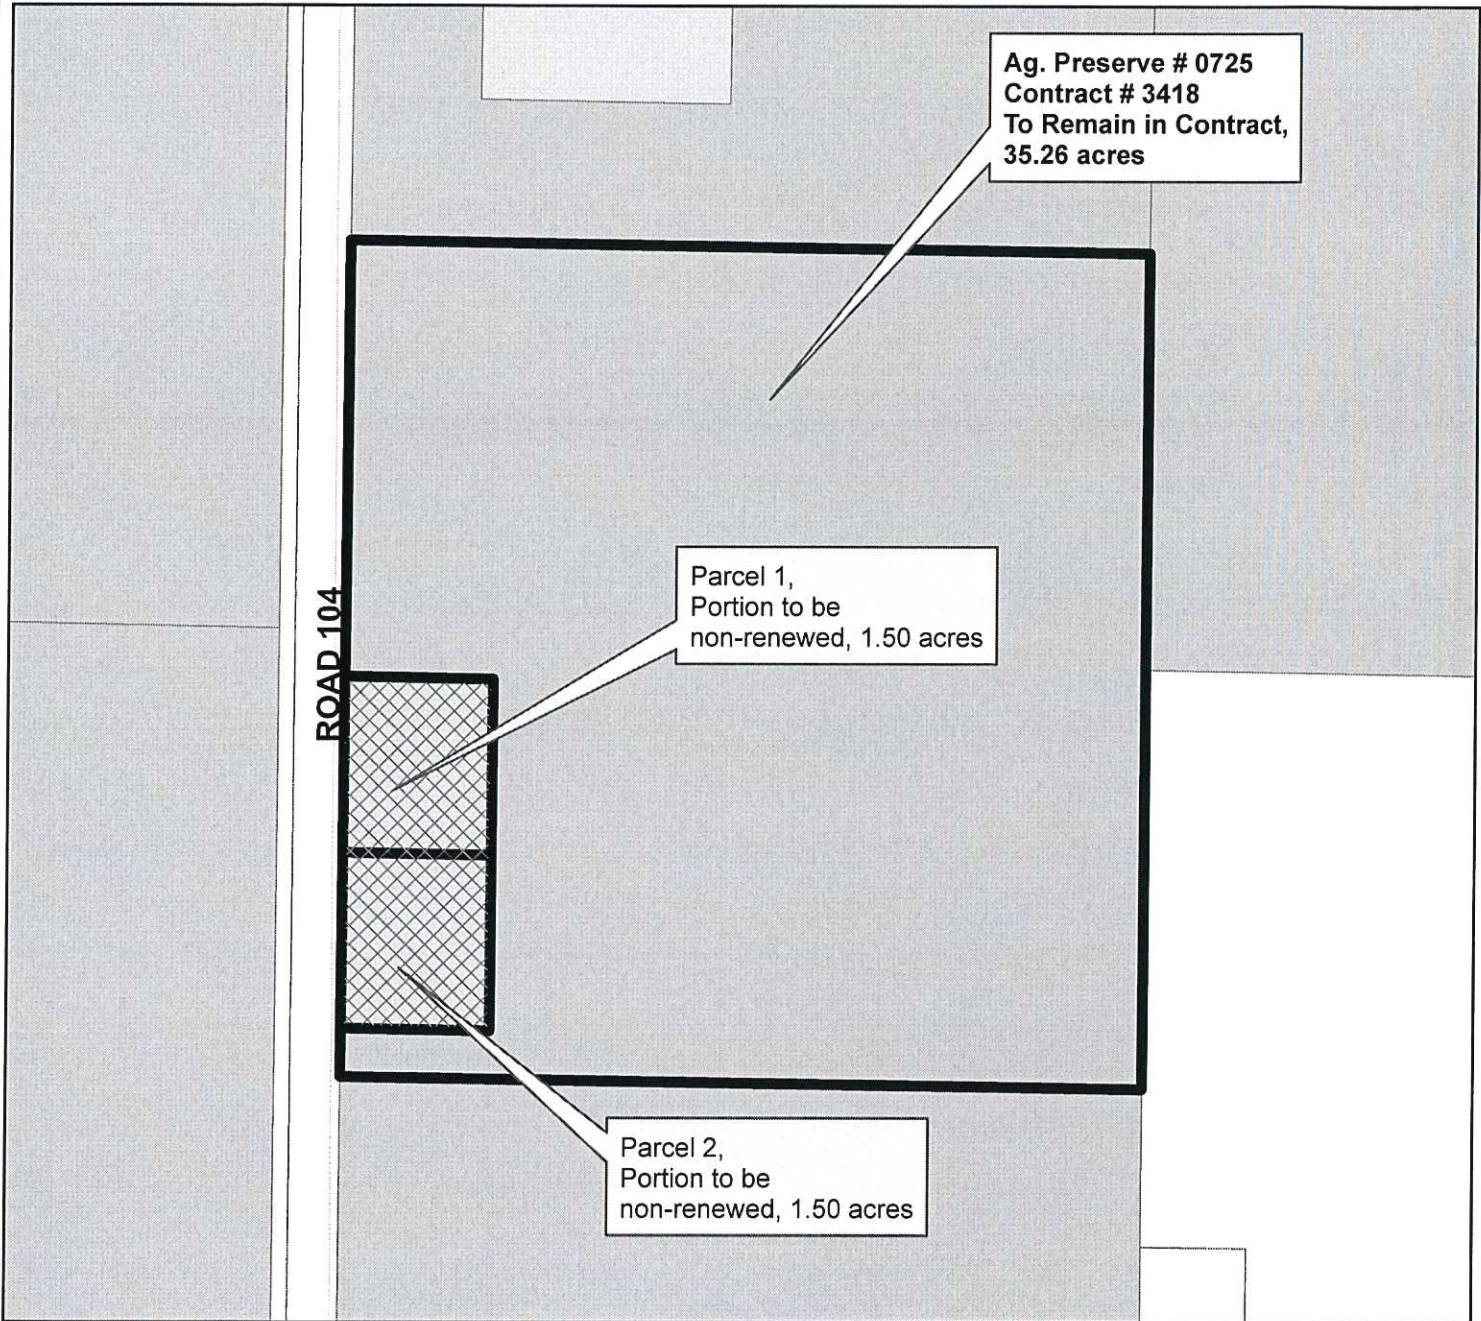 Ag. Preserve # 0725
Contract # 3418
To Remain in Contract,
35.26 acres
Parcel 1,
Portion to be
non-renewed, 1.50 acres
ROAD 104
Parcel 2,
Portion to be
non-renewed, 1.50 acres